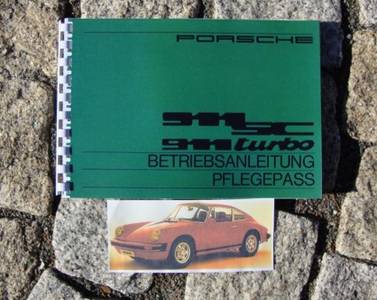 PORSCHE
911 SC
911 turbo
BETRIEBSANLEITUNG
PFLEGEPASS